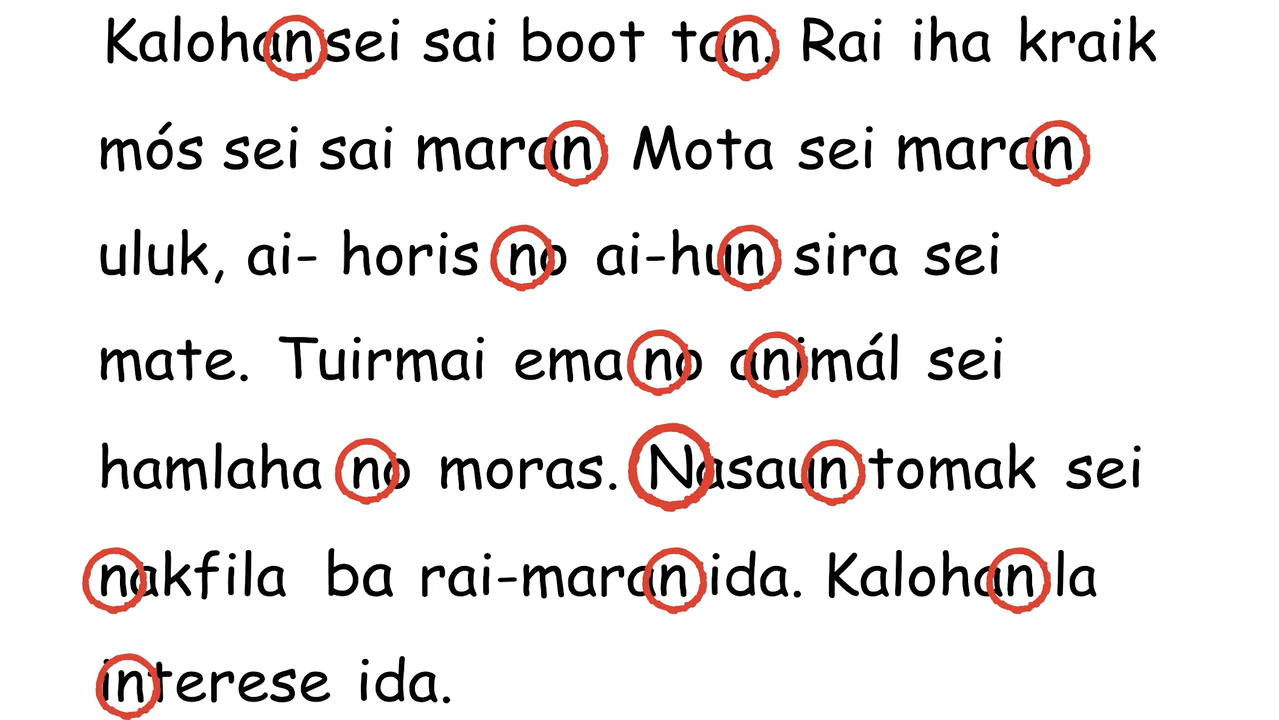 Kalohan sei sai boot tan. Rai iha kraik
mós sei sai maran Mota sei maran
uluk, ai- horis no ai-hun sira sei
mate. Tuirmai ema no animál sei
hamlaha no moras. Nasaun tomak sei
nakfila ba rai-maran ida. Kalohan la
interese ida.